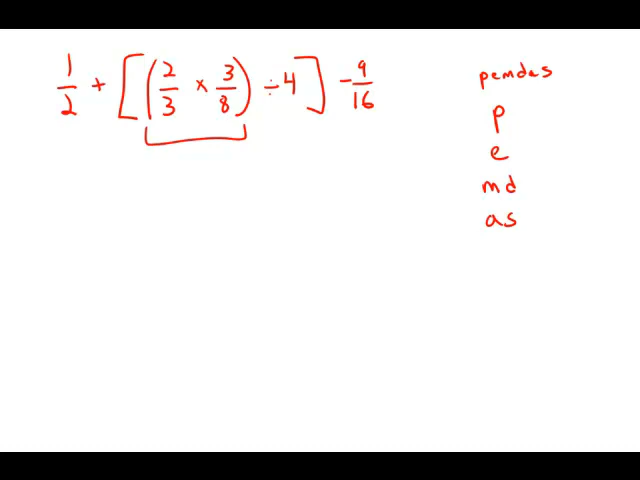 1/2 + [(2/3 × 3/8) ÷ 4] - 9/16
pemdas
p
e
md
as